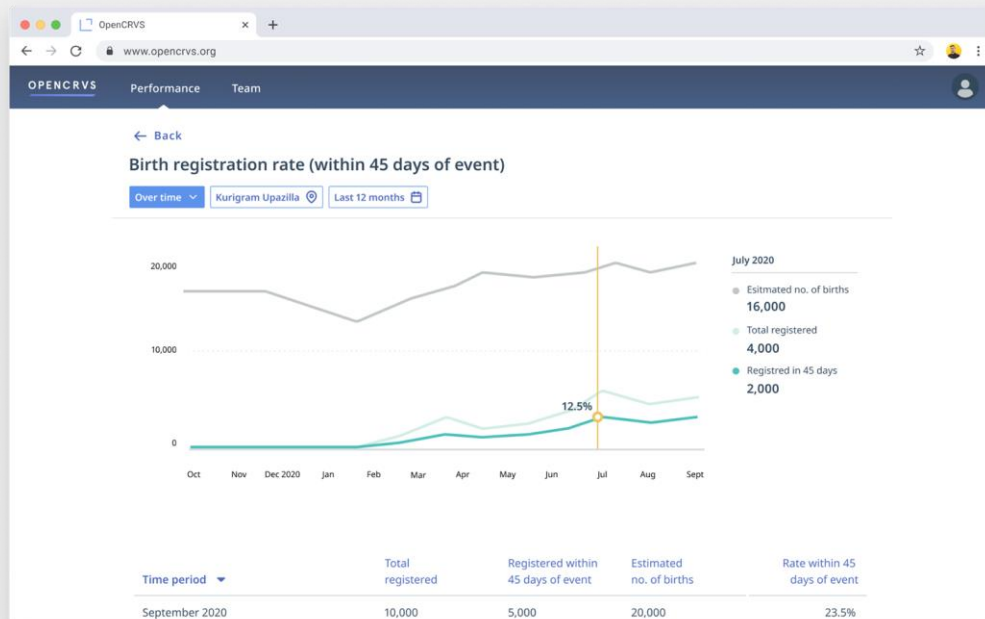 OpenCRVS
www.opencrvs.org
OPENCRVS Performance Team
Back
Birth registration rate (within 45 days of event)
Over time Kurigram Upazilla Last 12 months
20,000
10,000
0
12.5%
Oct Nov Dec 2020 Jan Feb Mar Apr May Jun Jul Aug Sept
July 2020
Esitmated no. of births
16,000
Total registered
4,000
Registred in 45 days
2,000
Time period Total registered Registered within 45 days of event Estimated no. of births Rate within 45 days of event
September 2020 10,000 5,000 20,000 23.5%